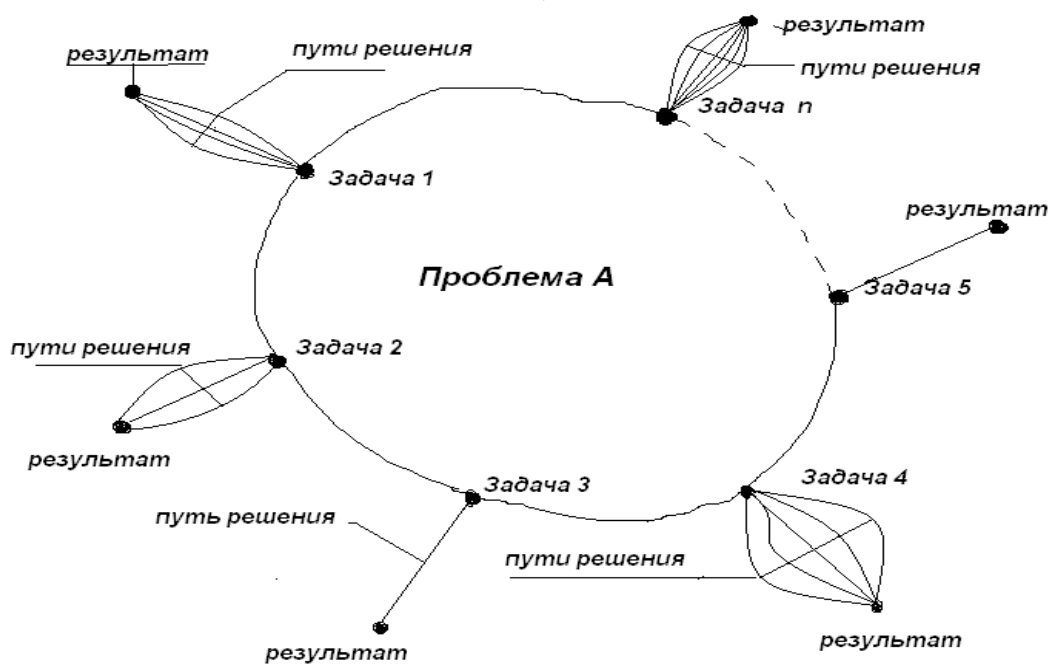 результат
пути решения
результат
пути решения
Задача n
Задача 1
результат
Проблема А
Задача 5
пути решения
Задача 2
результат
Задача 3
Задача 4
путь решения
пути решения
результат
результат